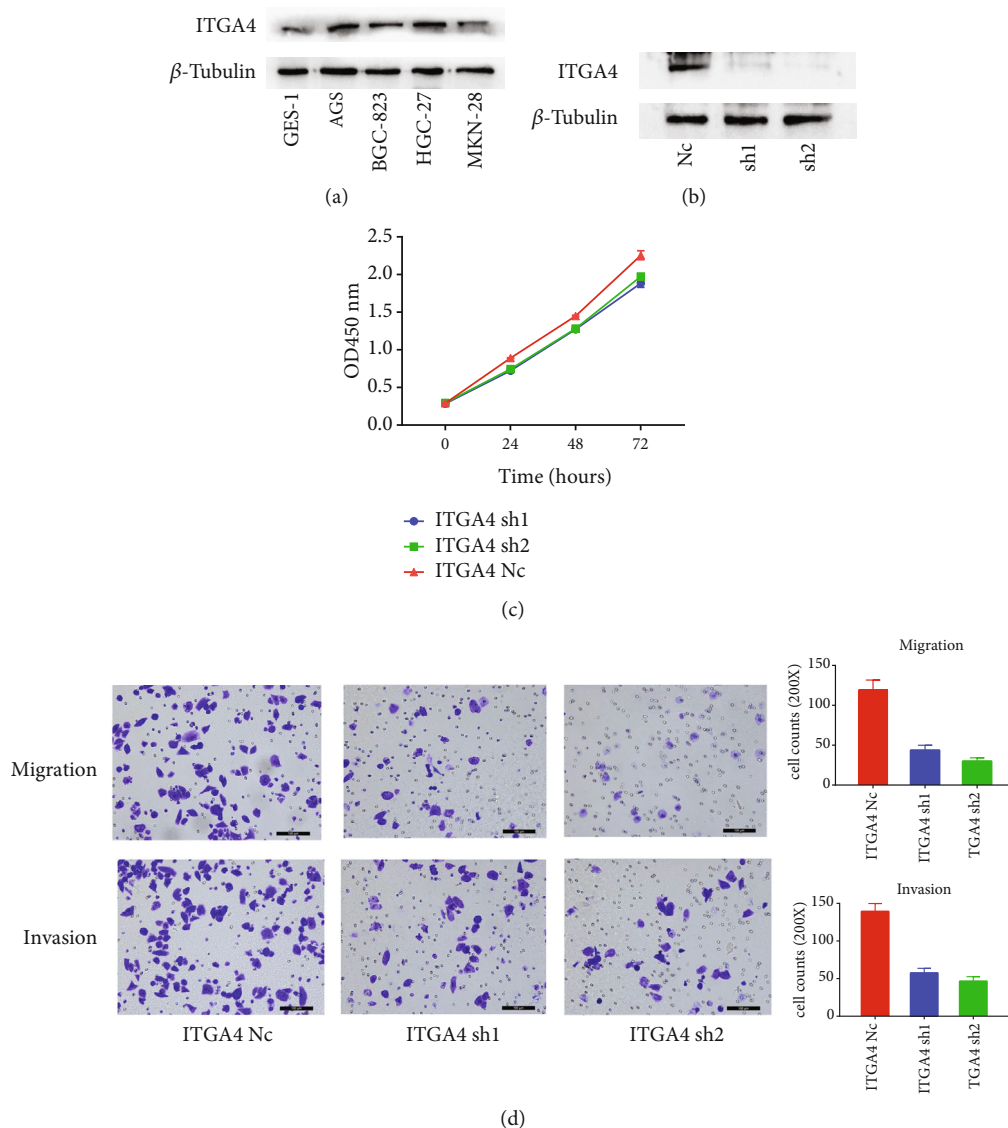 ITGA4
β-Tubulin
GES-1
AGS
BGC-823
HGC-27
MKN-28
(a)
ITGA4
β-Tubulin
Nc
sh1
sh2
(b)
2.5
2.0
1.5
1.0
0.5
0.0
OD450 nm
0 24 48 72
Time (hours)
ITGA4 sh1
ITGA4 sh2
ITGA4 Nc
(c)
Migration
Invasion
ITGA4 Nc
ITGA4 sh1
ITGA4 sh2
Migration
150
100
50
0
cell counts (200X)
ITGA4 Nc
ITGA4 sh1
TGA4 sh2
Invasion
150
100
50
0
cell counts (200X)
ITGA4 Nc
ITGA4 sh1
TGA4 sh2
(d)